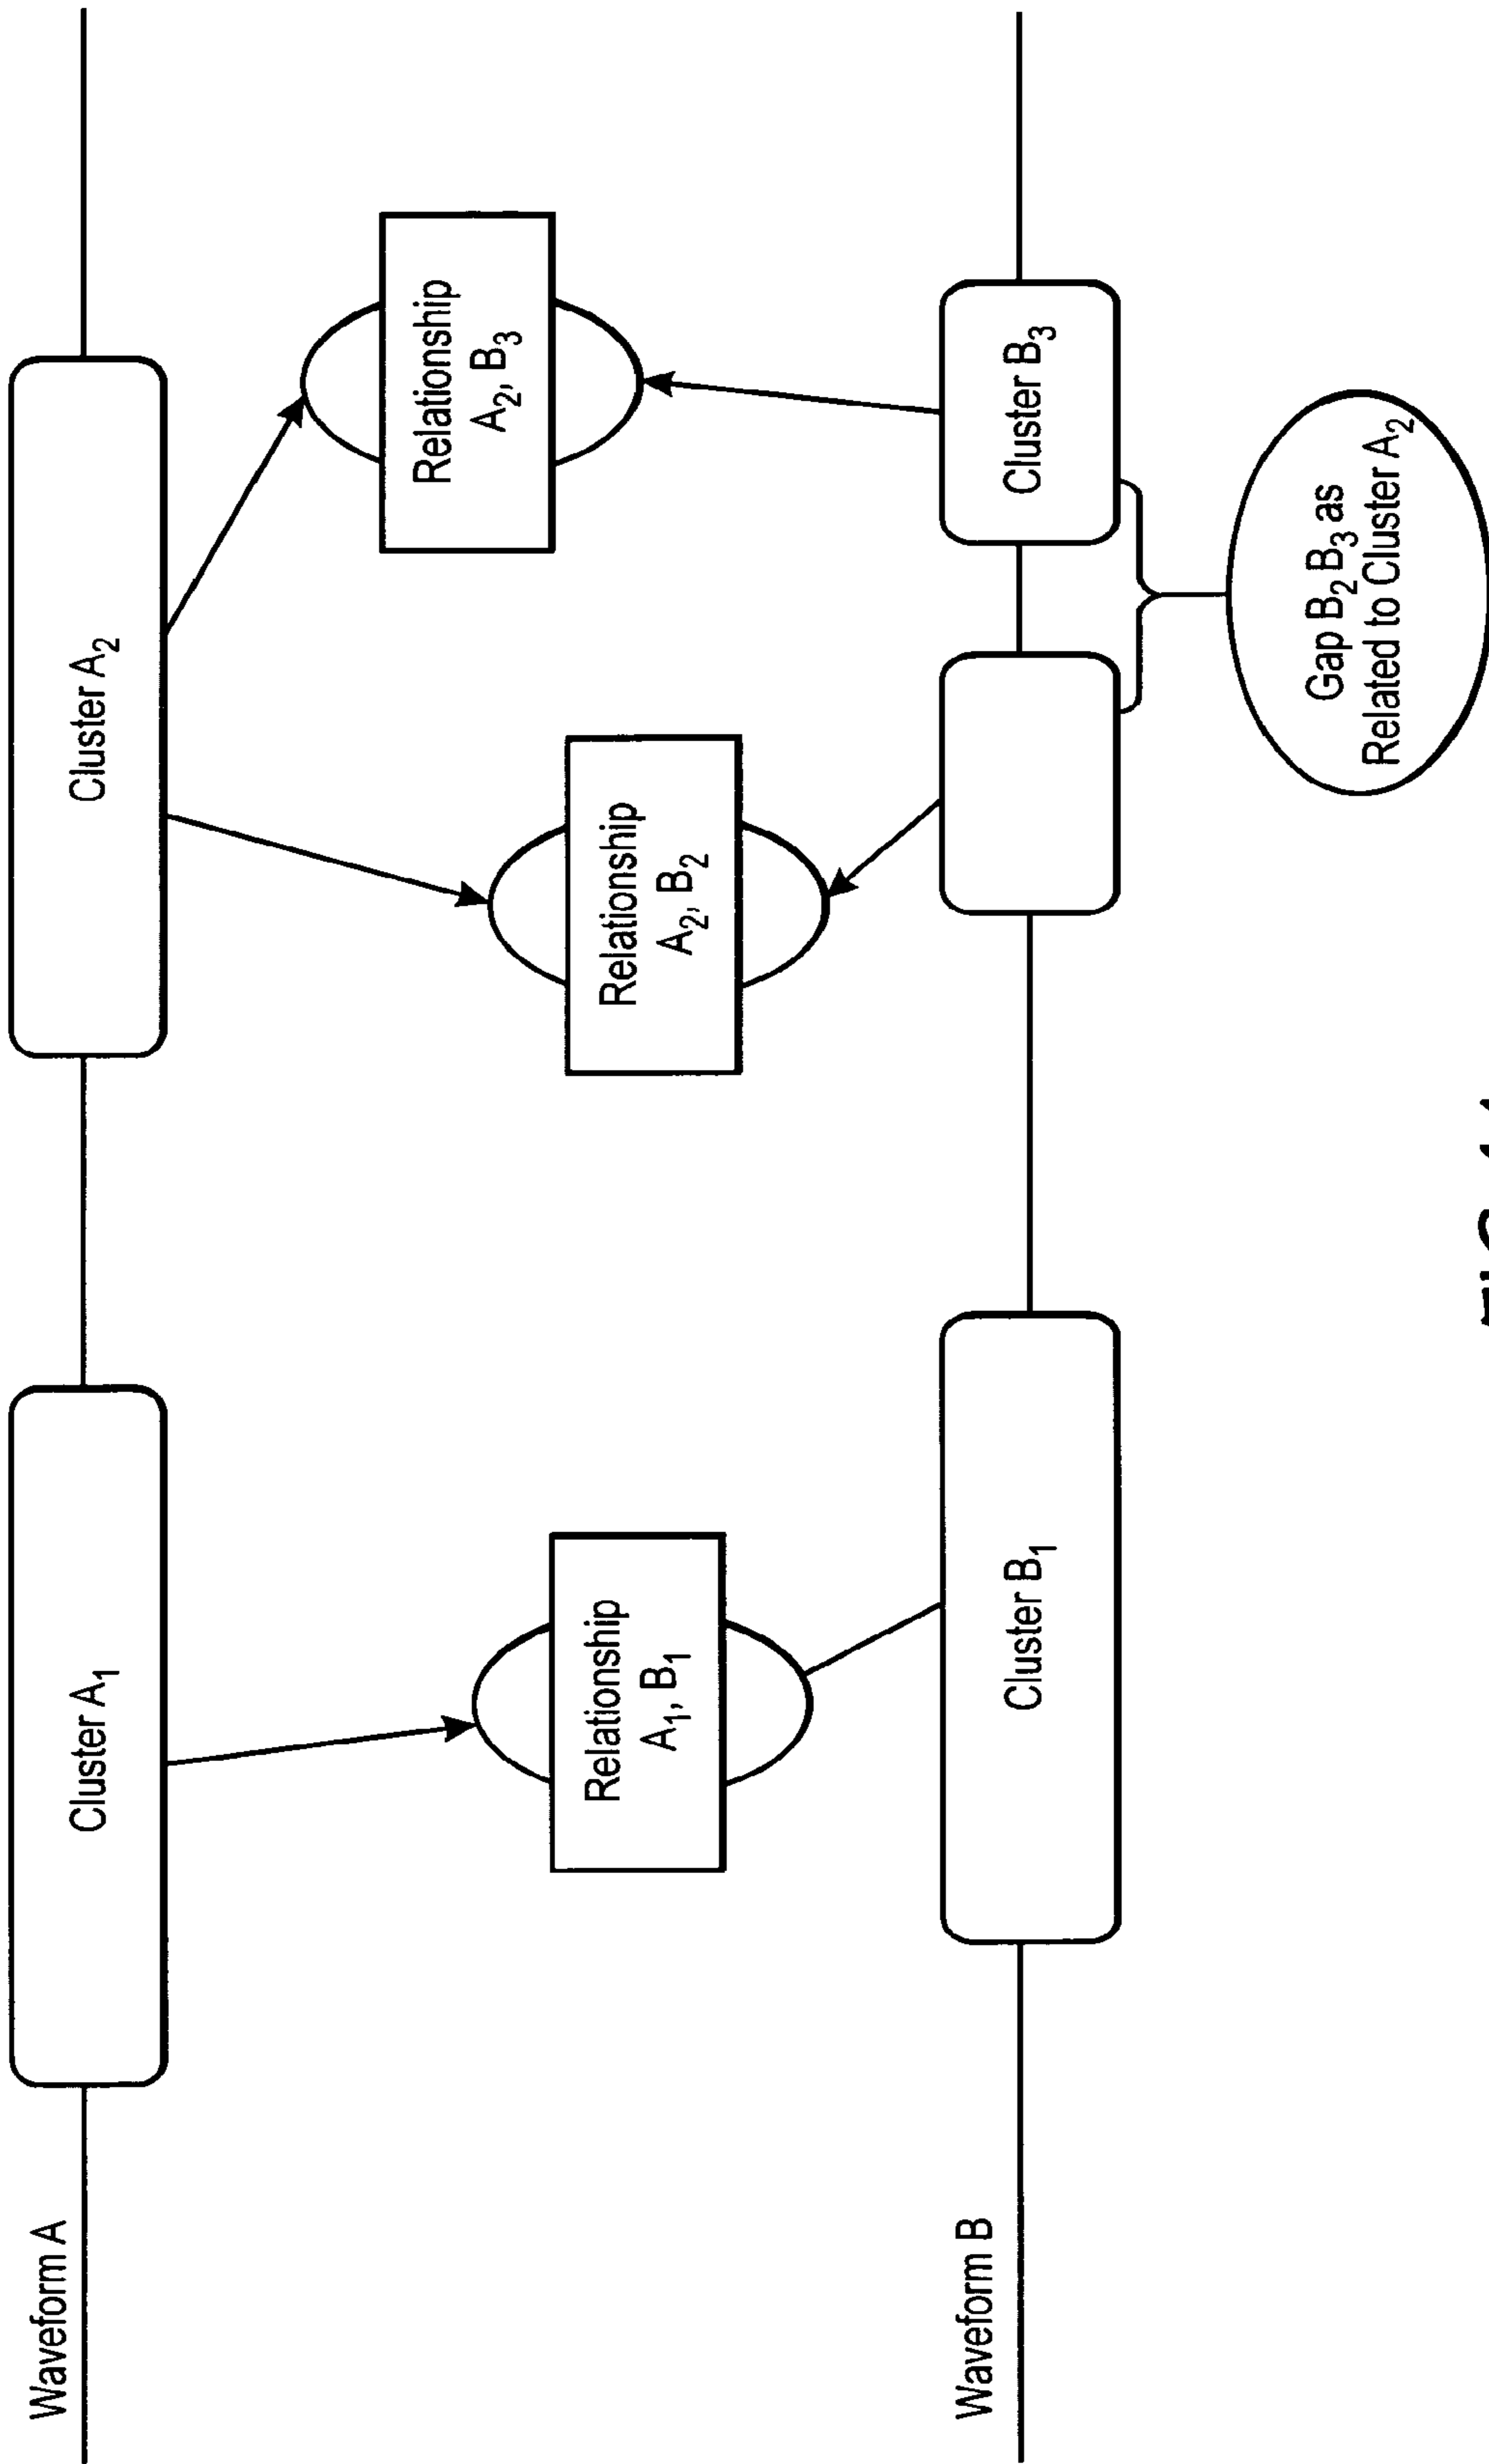 Waveform A
Cluster A₁
Cluster A₂
Relationship
A₁, B₁
Relationship
A₂, B₂
Relationship
A₂, B₃
Waveform B
Cluster B₁
Cluster B₃
Gap B₂ B₃ as
Related to Cluster A₂